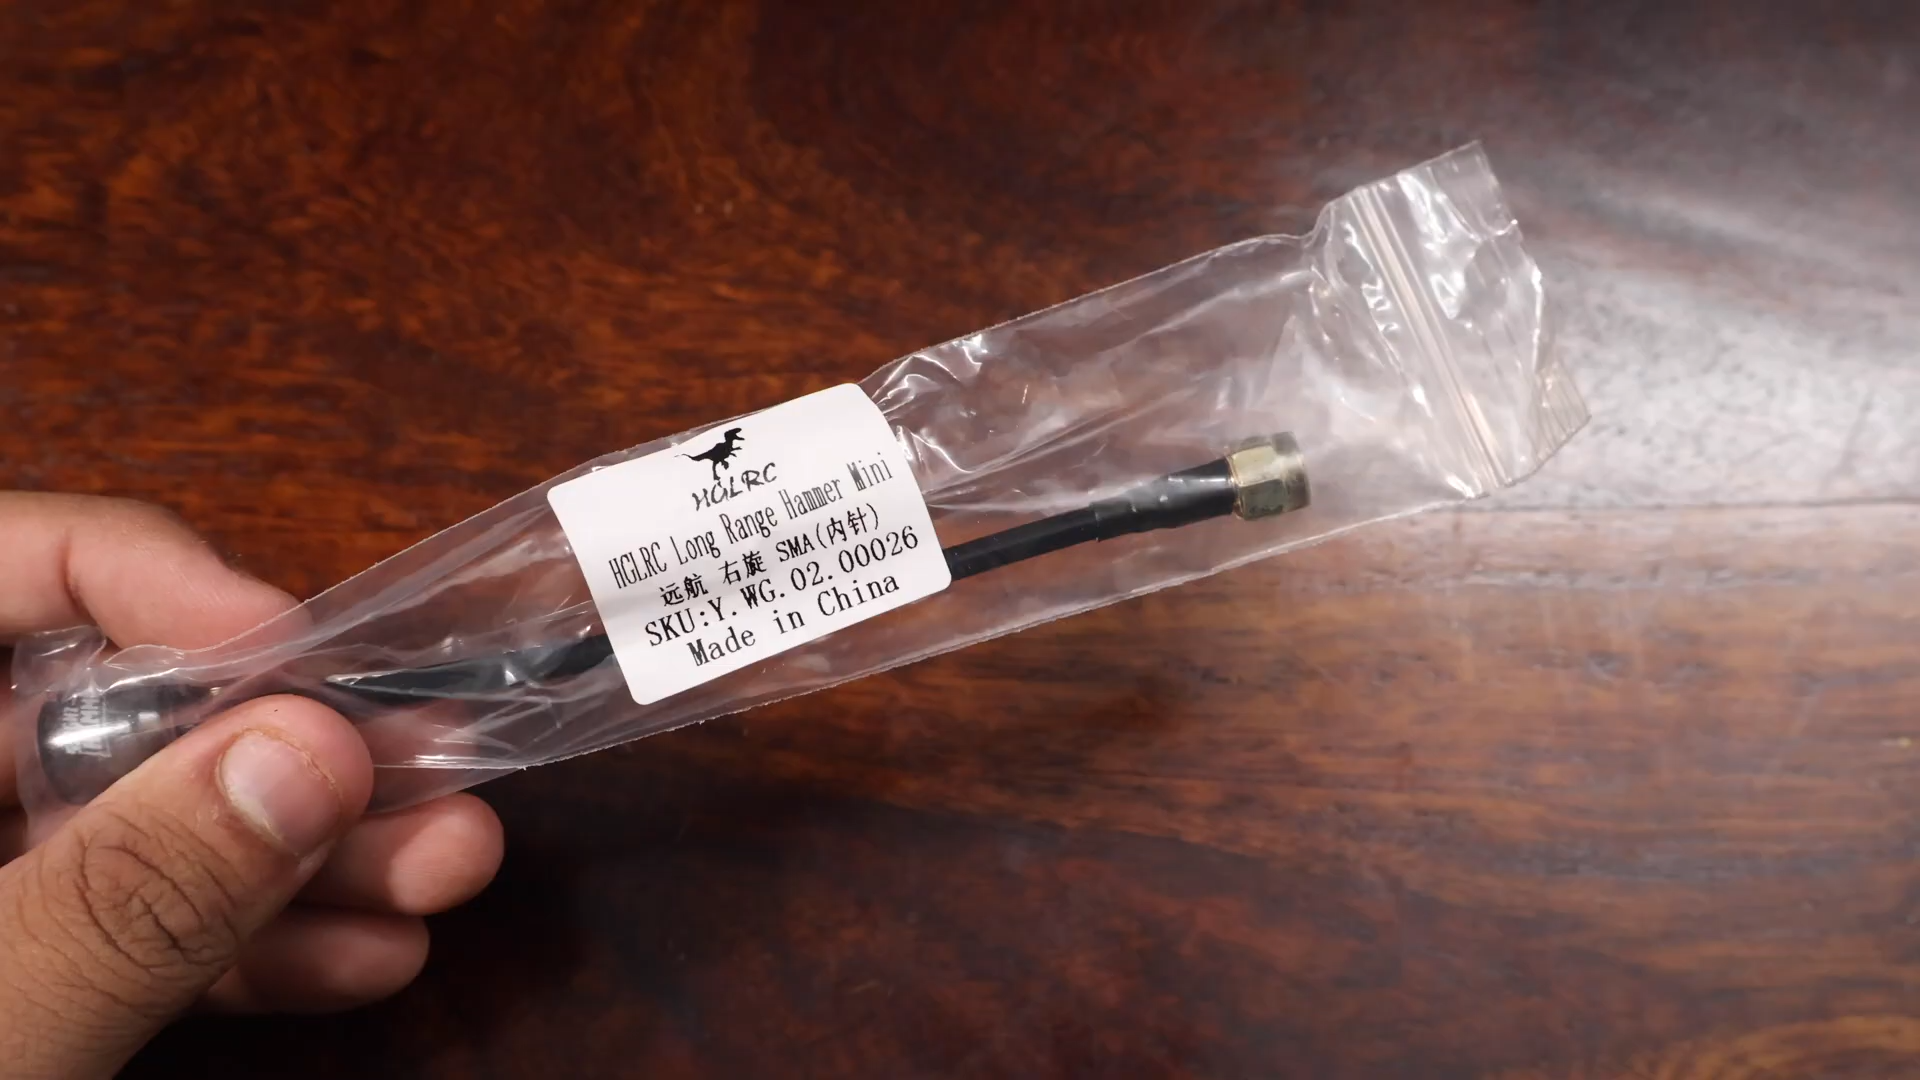 HGLRC
HGLRC Long Range Hammer Mini
远航 右旋 SMA(内针)
SKU:Y.WG.02.00026
Made in China